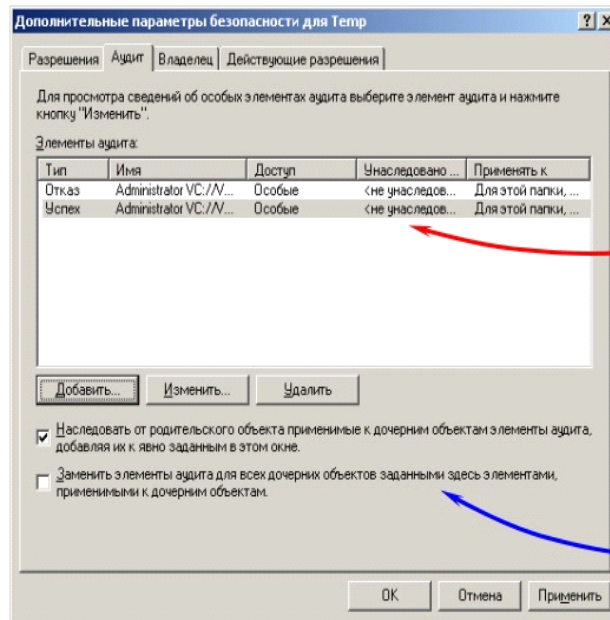 Дополнительные параметры безопасности для Temp
Разрешения Аудит Владелец Действующие разрешения
Для просмотра сведений об особых элементах аудита выберите элемент аудита и нажмите
кнопку "Изменить".
Элементы аудита:
Тип Имя Доступ Унаследовано ... Применять к
Отказ Administrator VC://V... Особые <не унаследов... Для этой папки, ...
Успех Administrator VC://V... Особые <не унаследов... Для этой папки, ...
Добавить... Изменить... Удалить
Наследовать от родительского объекта применимые к дочерним объектам элементы аудита,
добавляя их к явно заданным в этом окне.
Заменить элементы аудита для всех дочерних объектов заданными здесь элементами,
применимыми к дочерним объектам.
OK Отмена Применить